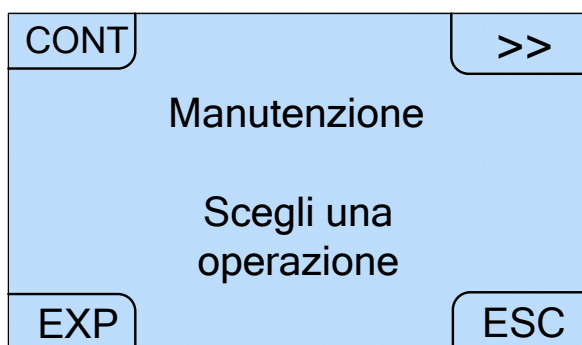 CONT >>
Manutenzione
Scegli una
operazione
EXP ESC